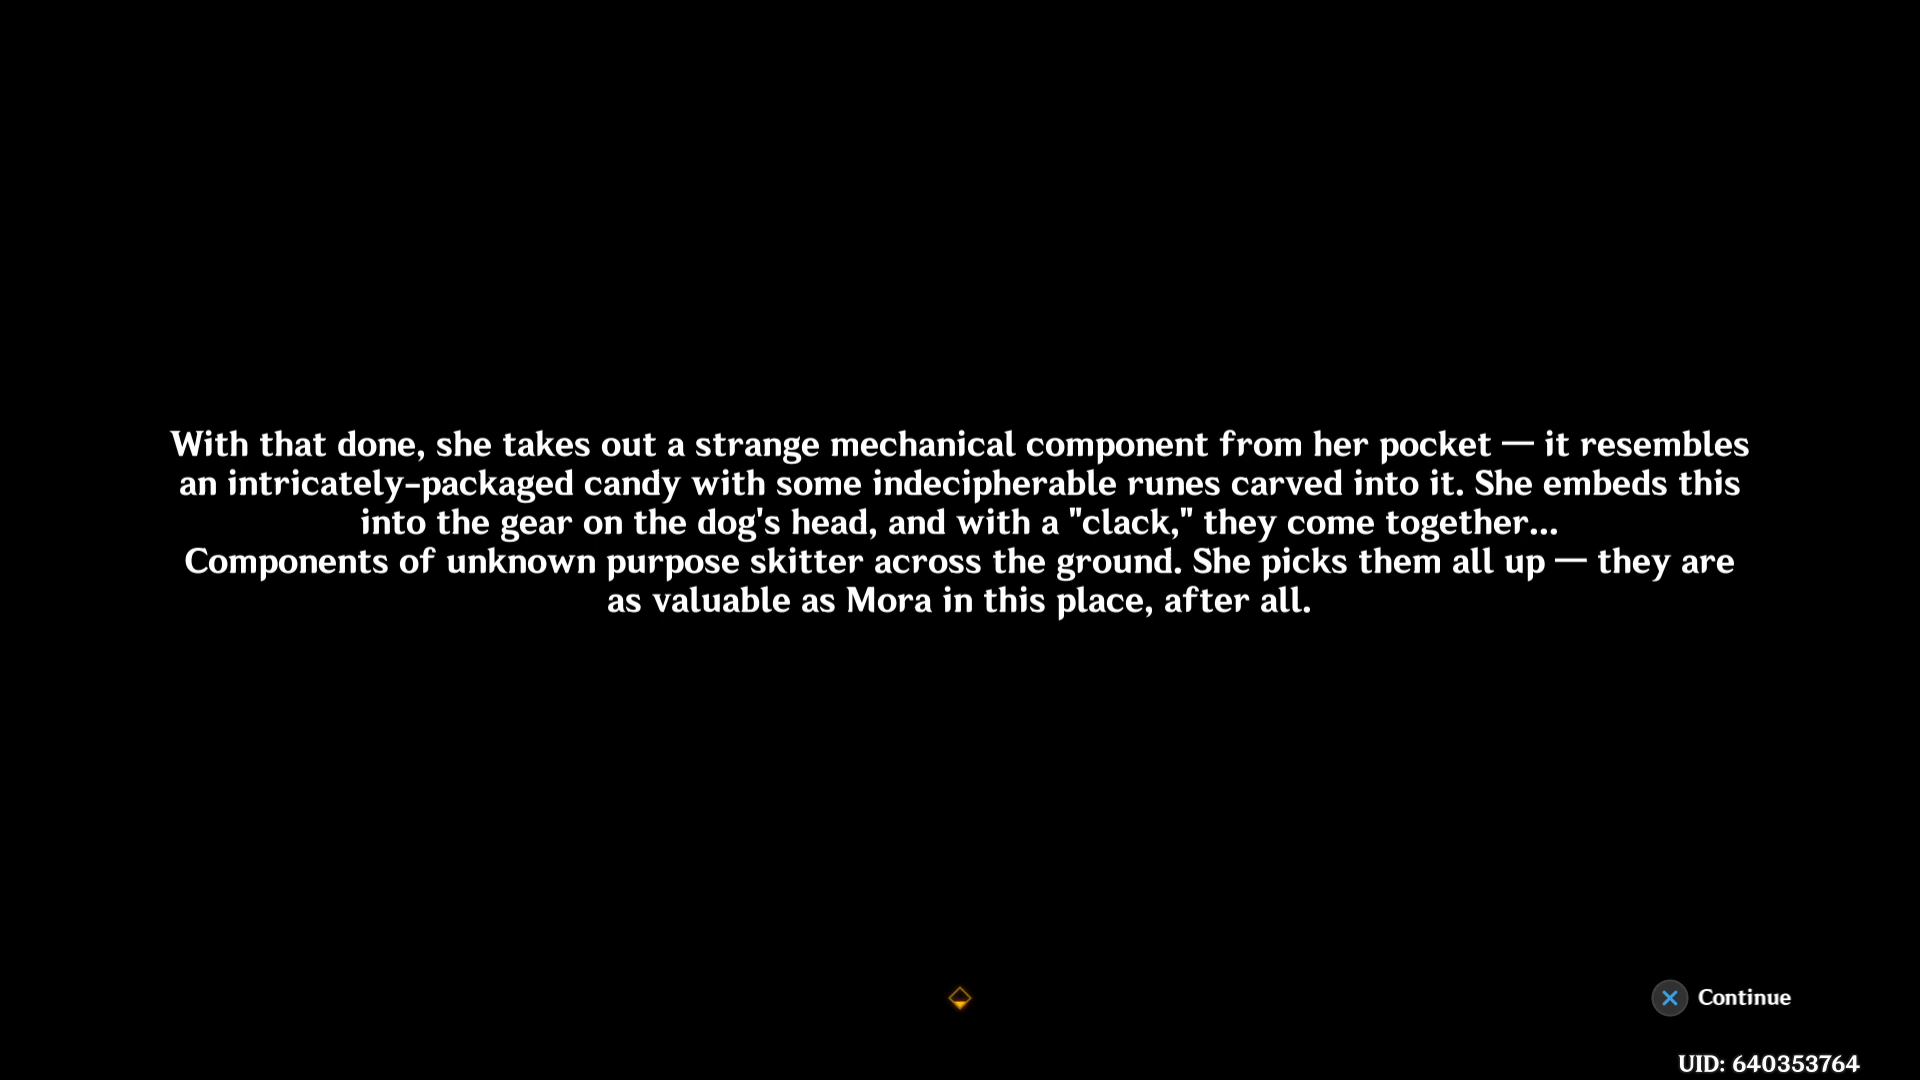 With that done, she takes out a strange mechanical component from her pocket — it resembles
an intricately-packaged candy with some indecipherable runes carved into it. She embeds this
into the gear on the dog's head, and with a "clack," they come together...
Components of unknown purpose skitter across the ground. She picks them all up — they are
as valuable as Mora in this place, after all.
Continue
UID: 640353764